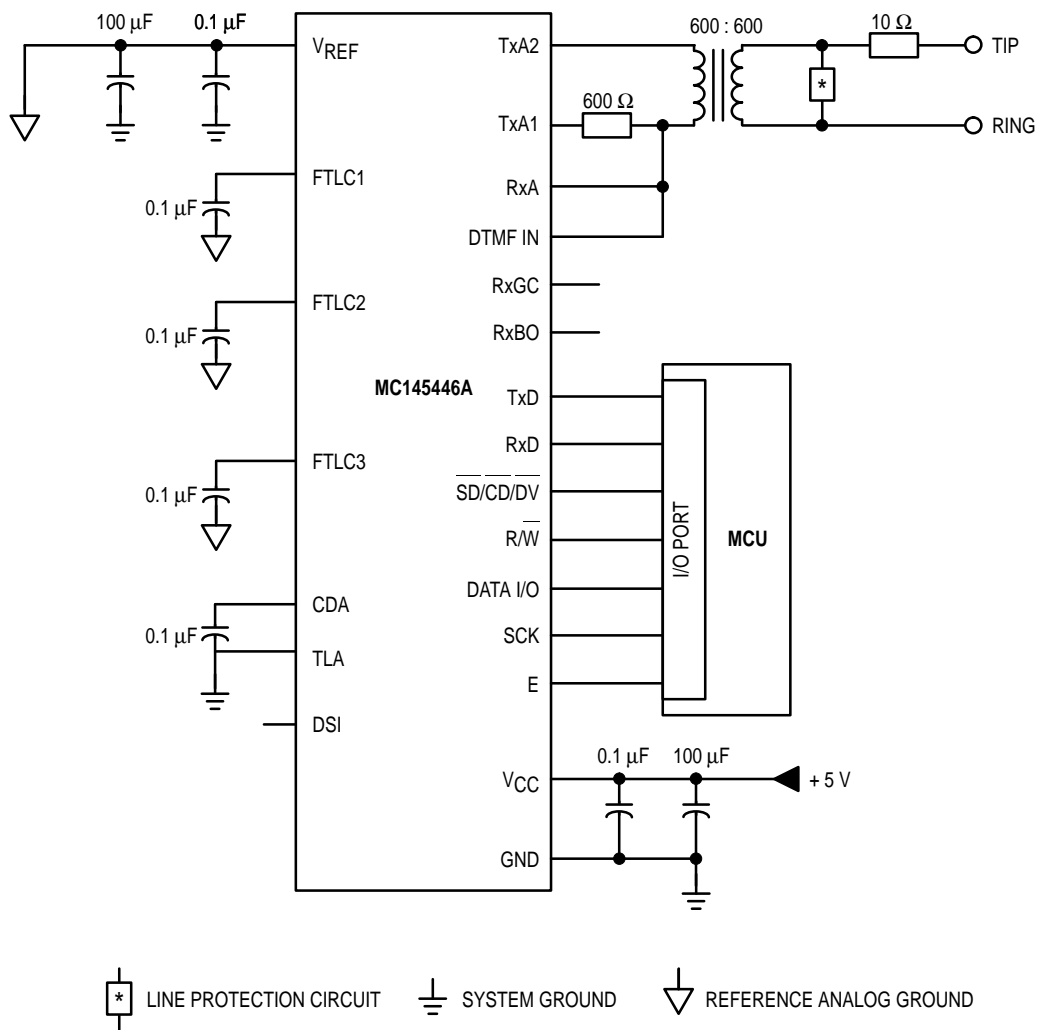 600 : 600
100 µF
0.1 µF
10 Ω
VREF
TxA2
TIP
600 Ω
TxA1
RING
FTLC1
RxA
0.1 µF
DTMF IN
RxGC
FTLC2
0.1 µF
RxBO
MC145446A
TxD
RxD
FTLC3
0.1 µF
SD/CD/DV
R/W
I/O PORT
MCU
DATA I/O
CDA
0.1 µF
SCK
TLA
E
DSI
0.1 µF
100 µF
VCC
+ 5 V
GND
*
* LINE PROTECTION CIRCUIT
SYSTEM GROUND
REFERENCE ANALOG GROUND